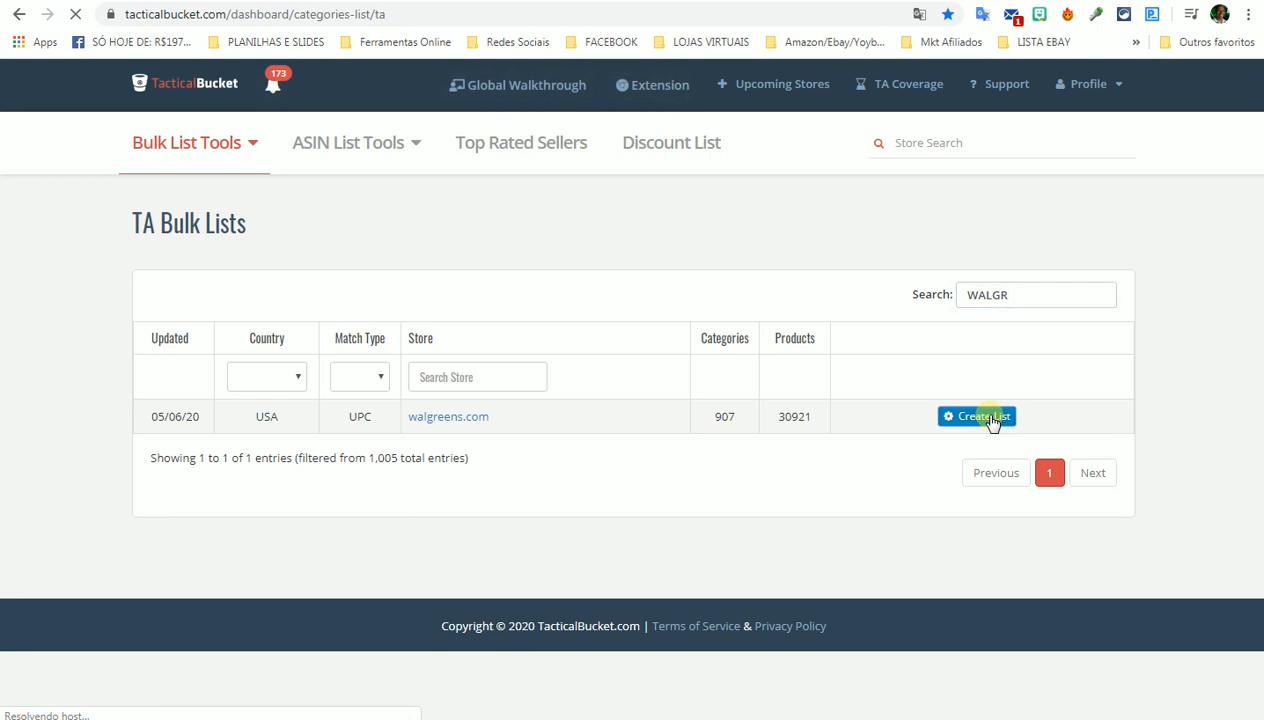 tacticalbucket.com/dashboard/categories-list/ta
1
Apps SÓ HOJE DE: R$197... PLANILHAS E SLIDES Ferramentas Online Redes Sociais FACEBOOK LOJAS VIRTUAIS Amazon/Ebay/Yoyb... Mkt Afiliados LISTA EBAY » Outros favoritos
TacticalBucket 173 Global Walkthrough Extension Upcoming Stores TA Coverage ? Support Profile
Bulk List Tools ASIN List Tools Top Rated Sellers Discount List Store Search
TA Bulk Lists
Search: WALGR
Updated Country Match Type Store Categories Products
Search Store
05/06/20 USA UPC walgreens.com 907 30921 Create List
Showing 1 to 1 of 1 entries (filtered from 1,005 total entries)
Previous 1 Next
Copyright © 2020 TacticalBucket.com | Terms of Service & Privacy Policy
Resolvendo host...